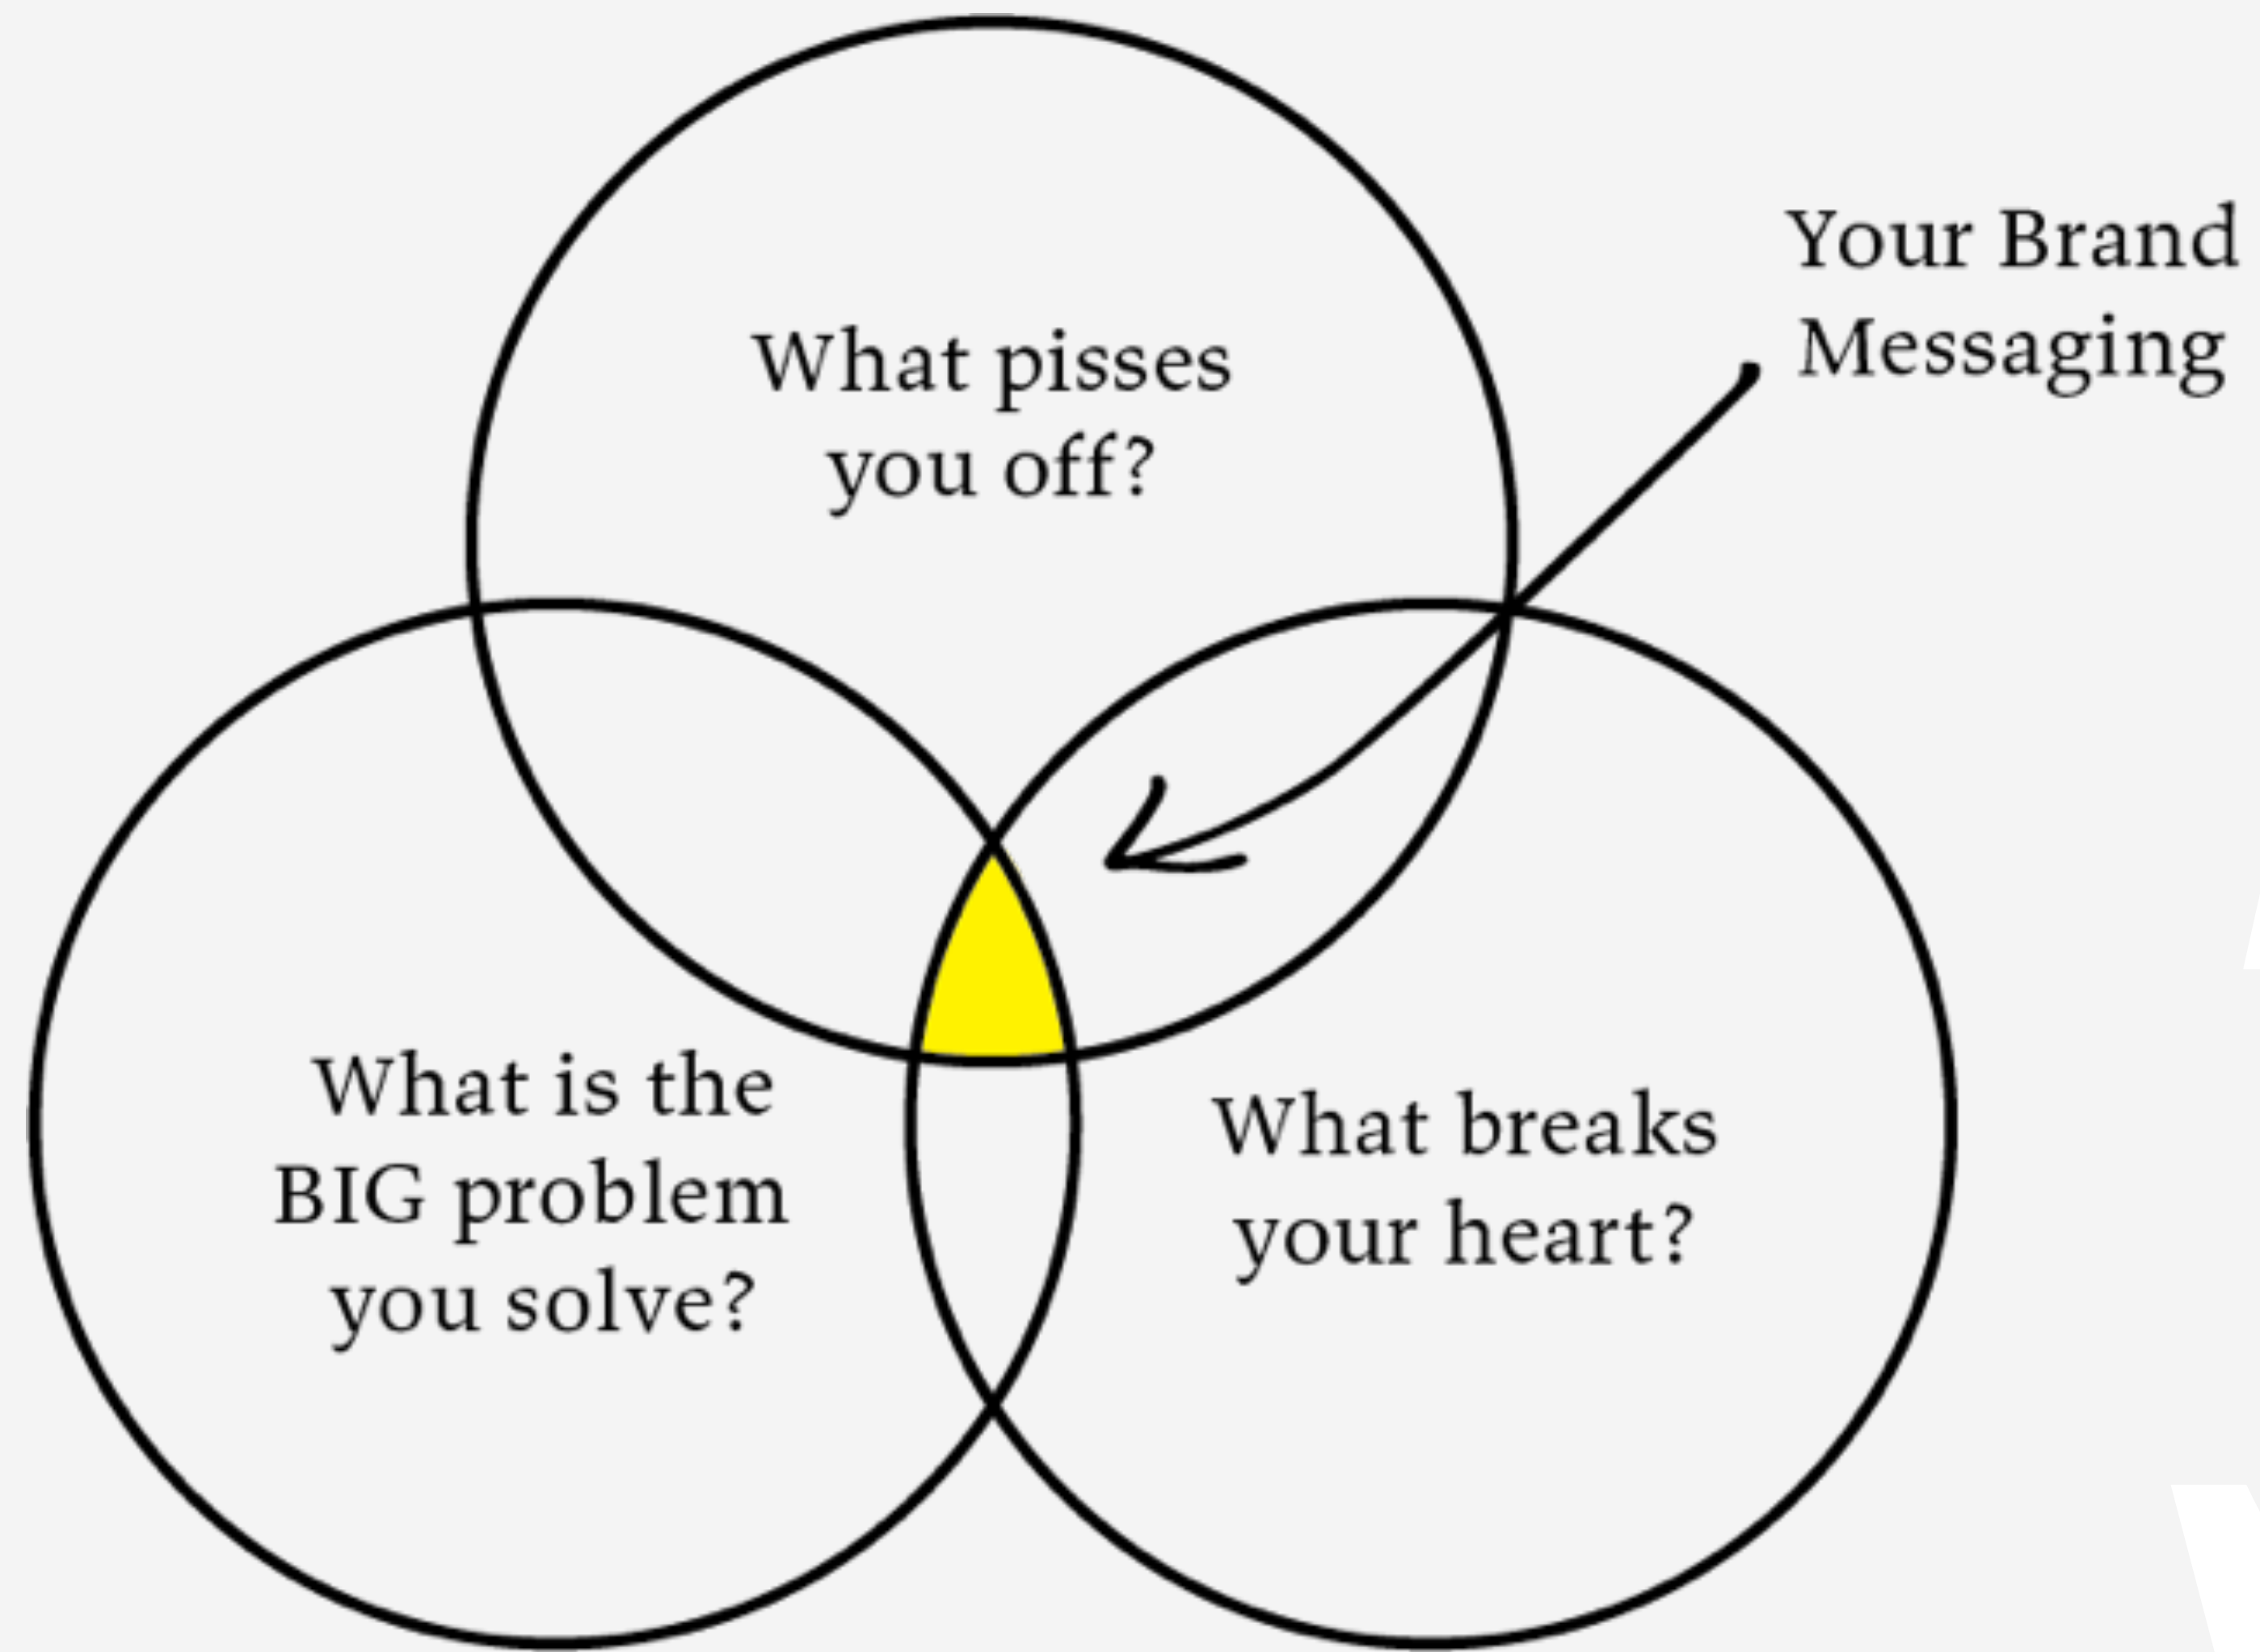 What pisses
you off?
Your Brand
Messaging
What is the
BIG problem
you solve?
What breaks
your heart?